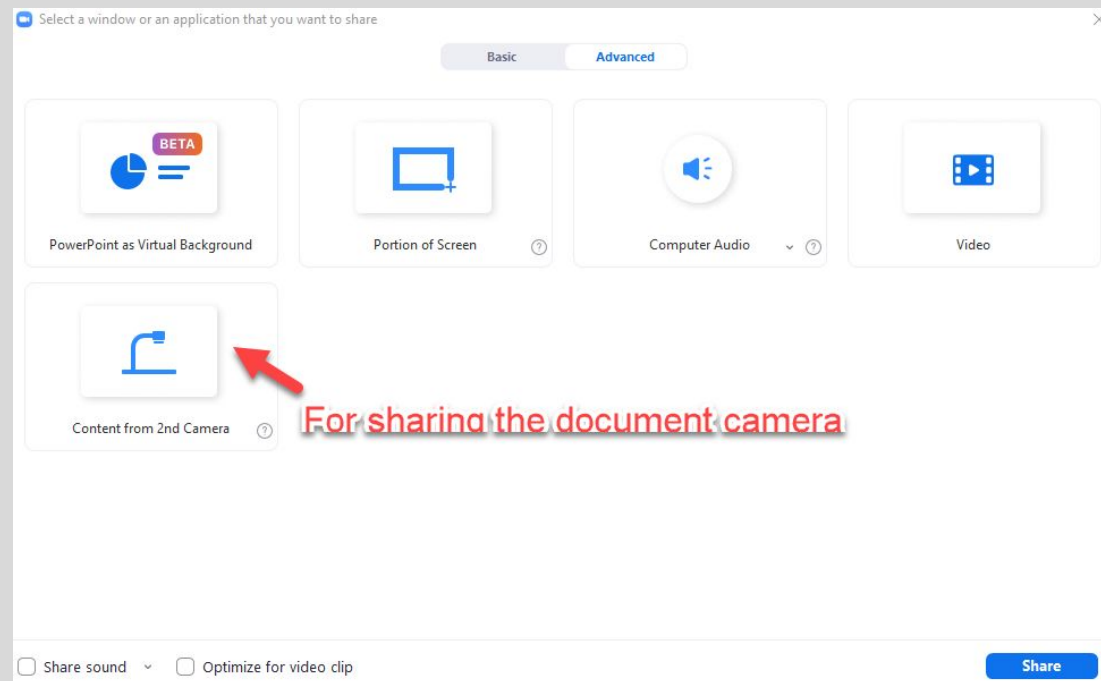 Select a window or an application that you want to share
Basic Advanced
BETA
PowerPoint as Virtual Background
Portion of Screen ?
Computer Audio ?
Video
Content from 2nd Camera ?
For sharing the document camera
Share sound Optimize for video clip Share